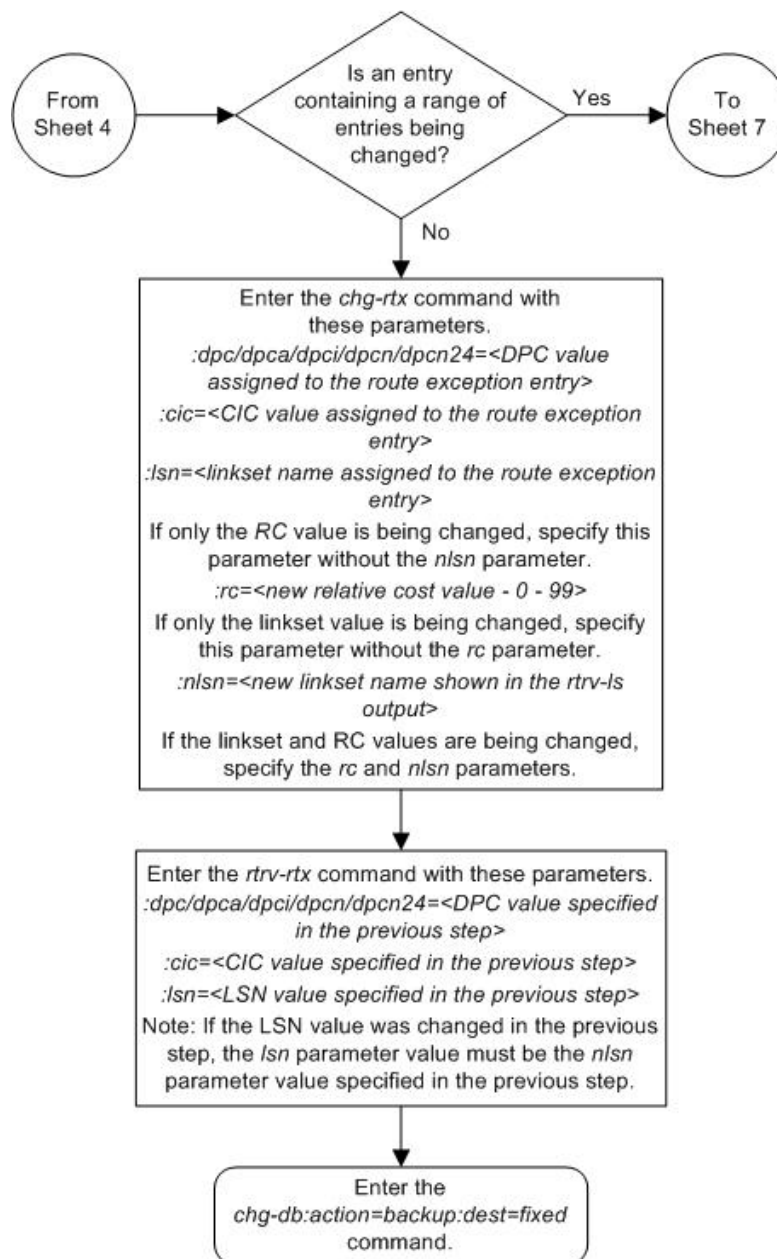 From
Sheet 4
Is an entry
containing a range of
entries being
changed?
Yes
To
Sheet 7
No
Enter the chg-rtx command with
these parameters.
:dpc/dpca/dpci/dpcn/dpcn24=<DPC value
assigned to the route exception entry>
:cic=<CIC value assigned to the route exception
entry>
:lsn=<linkset name assigned to the route exception
entry>
If only the RC value is being changed, specify this
parameter without the nlsn parameter.
:rc=<new relative cost value - 0 - 99>
If only the linkset value is being changed, specify
this parameter without the rc parameter.
:nlsn=<new linkset name shown in the rtrv-ls
output>
If the linkset and RC values are being changed,
specify the rc and nlsn parameters.
Enter the rtrv-rtx command with these parameters.
:dpc/dpca/dpci/dpcn/dpcn24=<DPC value specified
in the previous step>
:cic=<CIC value specified in the previous step>
:lsn=<LSN value specified in the previous step>
Note: If the LSN value was changed in the previous
step, the lsn parameter value must be the nlsn
parameter value specified in the previous step.
Enter the
chg-db:action=backup:dest=fixed
command.